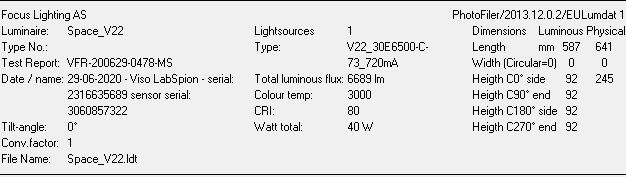 Focus Lighting AS PhotoFiler/2013.12.0.2/EULumdat 1
Luminaire: Space_V22 Lightsources 1 Dimensions Luminous Physical
Type No.: Type: V22_30E6500-C- Length mm 587 641
Test Report: VFR-200629-0478-MS 73_720mA Width (Circular=0) 0 0
Date / name: 29-06-2020 - Viso LabSpion - serial: Total luminous flux: 6689 lm Heigth C0° side 92 245
2316635689 sensor serial: Colour temp: 3000 Heigth C90° end 92
3060857322 CRI: 80 Heigth C180° side 92
Tilt-angle: 0° Watt total: 40 W Heigth C270° end 92
Conv.factor: 1
File Name: Space_V22.ldt